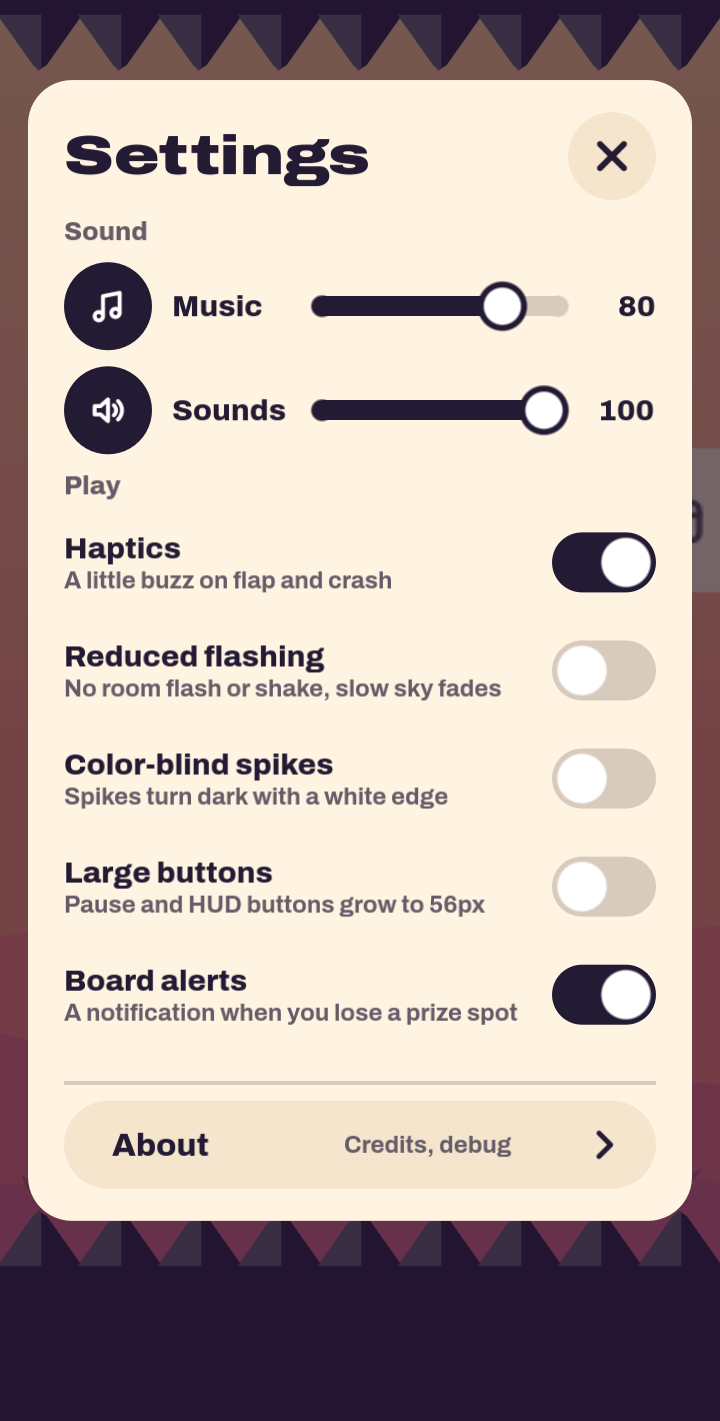 Settings
Sound
Music 80
Sounds 100
Play
Haptics
A little buzz on flap and crash
Reduced flashing
No room flash or shake, slow sky fades
Color-blind spikes
Spikes turn dark with a white edge
Large buttons
Pause and HUD buttons grow to 56px
Board alerts
A notification when you lose a prize spot
About Credits, debug